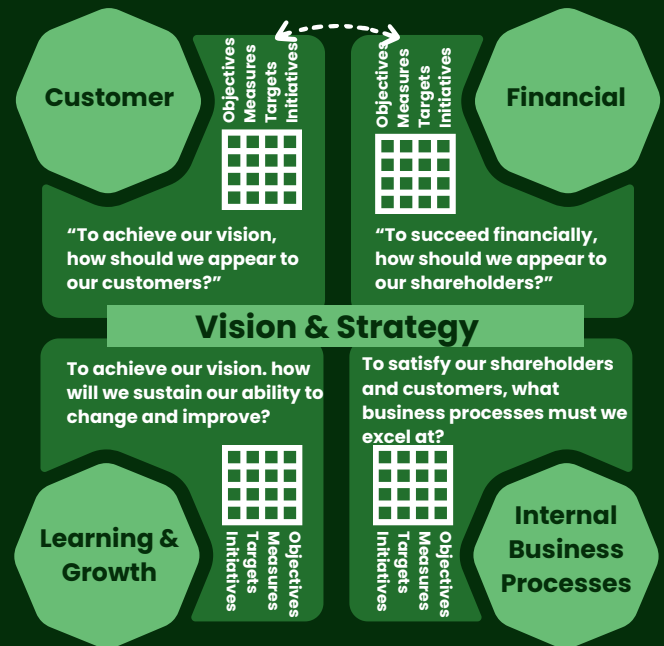 Customer
Objectives
Measures
Targets
Initiatives
“To achieve our vision,
how should we appear to
our customers?”
Objectives
Measures
Targets
Initiatives
Financial
“To succeed financially,
how should we appear to
our shareholders?”
Vision & Strategy
To achieve our vision. how
will we sustain our ability to
change and improve?
Learning &
Growth
Initiatives
Targets
Measures
Objectives
To satisfy our shareholders
and customers, what
business processes must we
excel at?
Initiatives
Targets
Measures
Objectives
Internal
Business
Processes